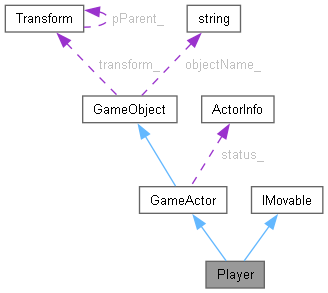 Transform
pParent_
string
transform_
objectName_
GameObject
ActorInfo
status_
GameActor
IMovable
Player